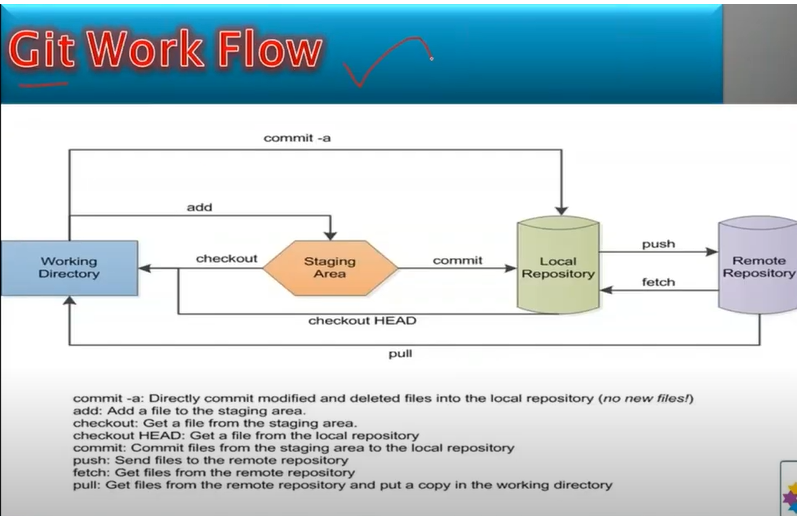 Git Work Flow
commit -a
add
Working
Directory
checkout
Staging
Area
commit
Local
Repository
push
fetch
Remote
Repository
checkout HEAD
pull
commit -a: Directly commit modified and deleted files into the local repository (no new files!)
add: Add a file to the staging area.
checkout: Get a file from the staging area.
checkout HEAD: Get a file from the local repository
commit: Commit files from the staging area to the local repository
push: Send files to the remote repository
fetch: Get files from the remote repository
pull: Get files from the remote repository and put a copy in the working directory